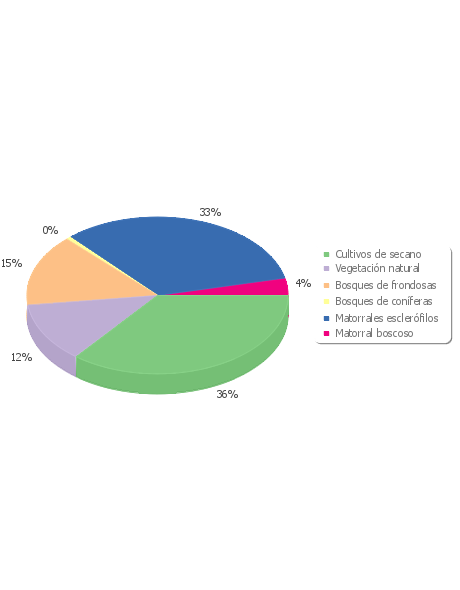 33%
0%
15%
4%
12%
36%
Cultivos de secano
Vegetación natural
Bosques de frondosas
Bosques de coníferas
Matorrales esclerófilos
Matorral boscoso